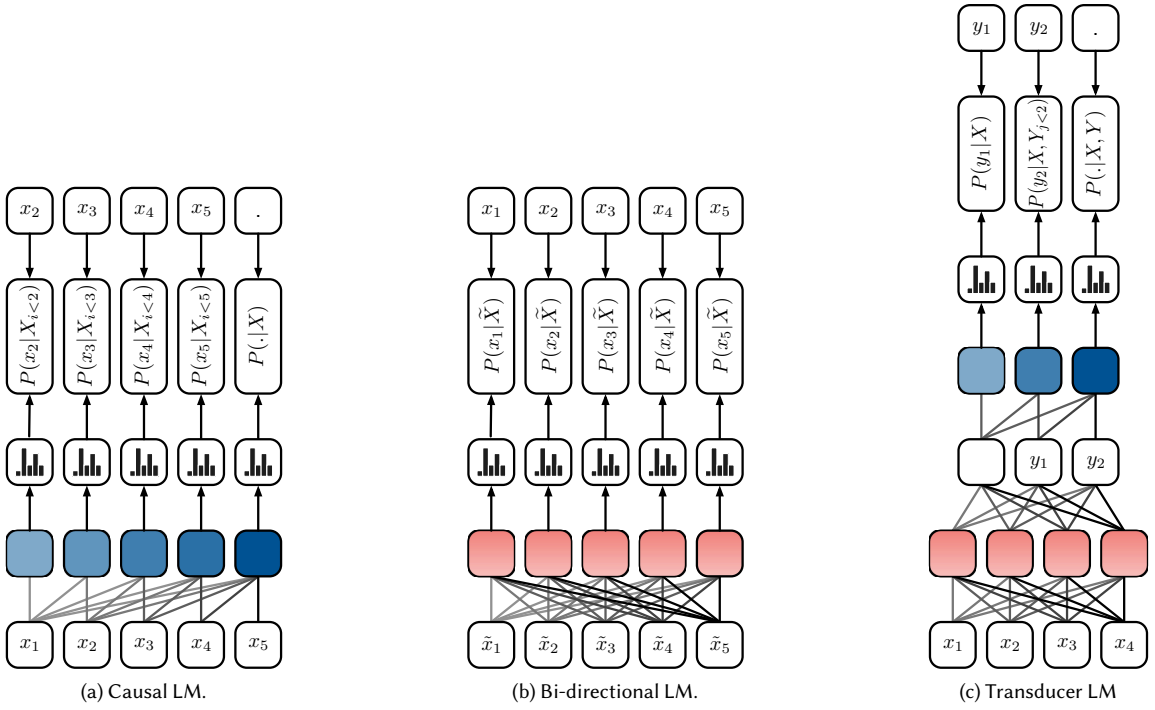 y₁ y₂ .
P(y₁|X) P(y₂|X, Y_{j<2}) P(.|X, Y)
x₂ x₃ x₄ x₅ .
P(x₂|X_{i<2}) P(x₃|X_{i<3}) P(x₄|X_{i<4}) P(x₅|X_{i<5}) P(.|X)
x₁ x₂ x₃ x₄ x₅
(a) Causal LM.
x₁ x₂ x₃ x₄ x₅
P(x₁|X̃) P(x₂|X̃) P(x₃|X̃) P(x₄|X̃) P(x₅|X̃)
x̃₁ x̃₂ x̃₃ x̃₄ x̃₅
(b) Bi-directional LM.
y₁ y₂
x₁ x₂ x₃ x₄
(c) Transducer LM